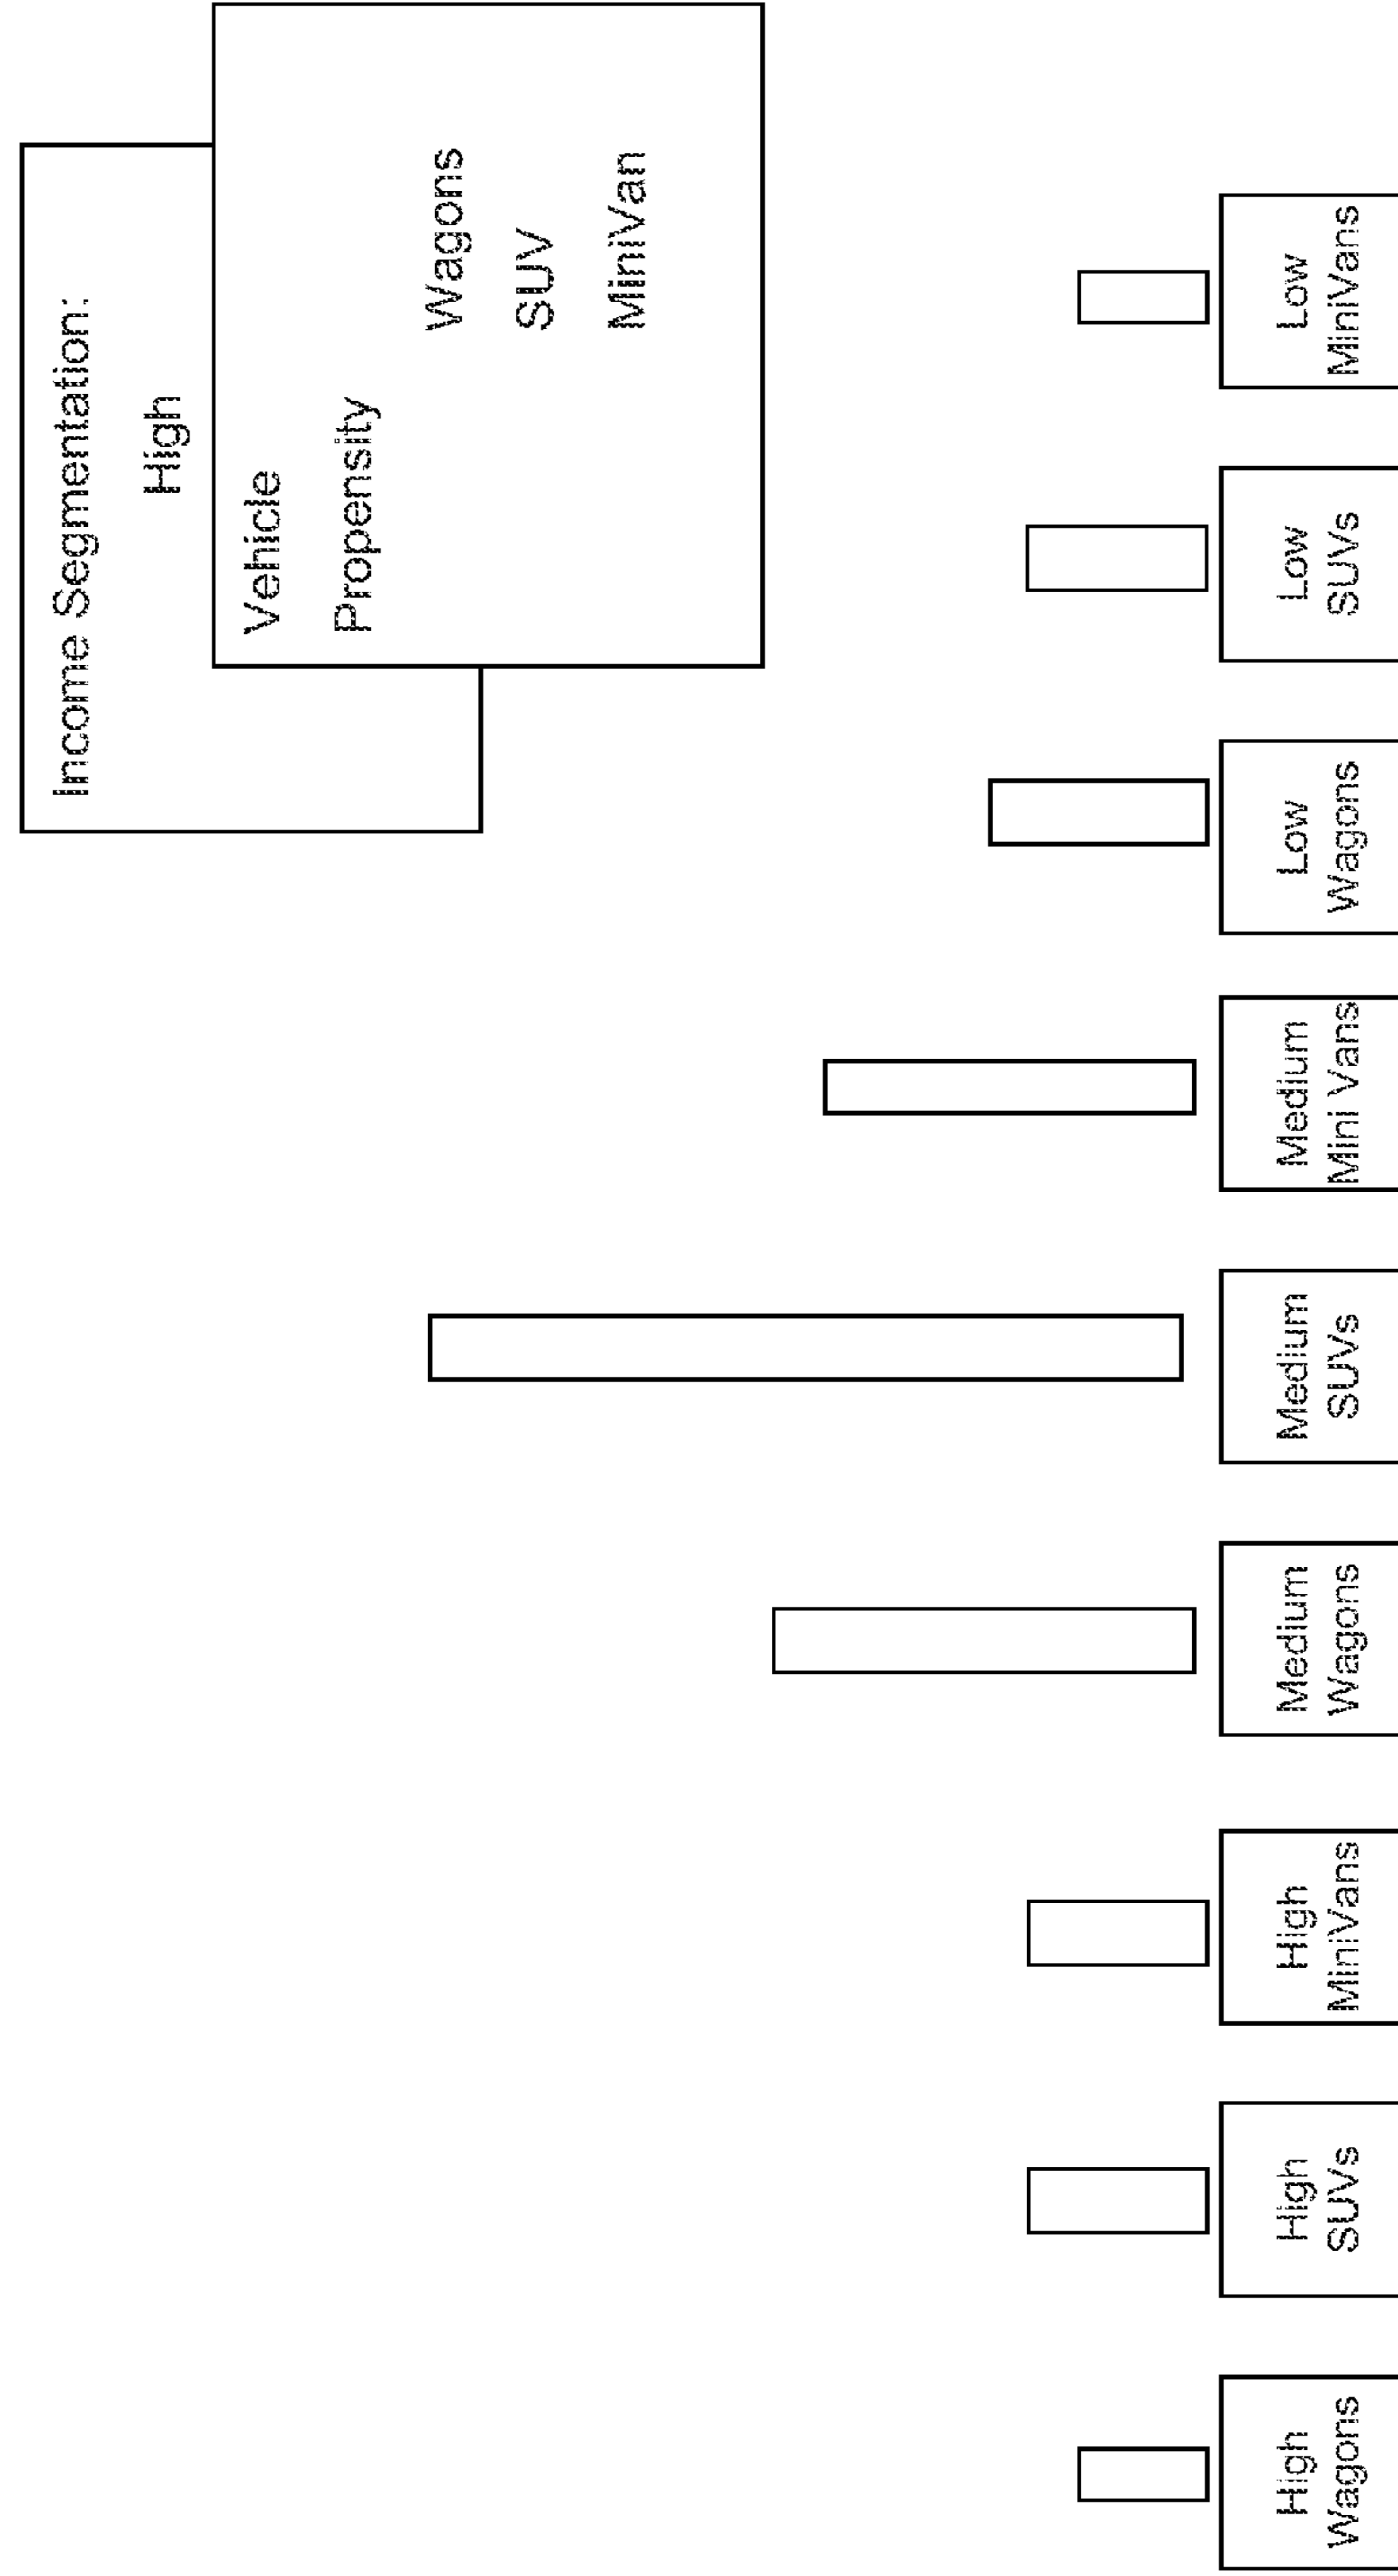 Income Segmentation:
High
Vehicle
Propensity
Wagons
SUV
MiniVan
High
Wagons
High
SUVs
High
MiniVans
Medium
Wagons
Medium
SUVs
Medium
Mini Vans
Low
Wagons
Low
SUVs
Low
MiniVans